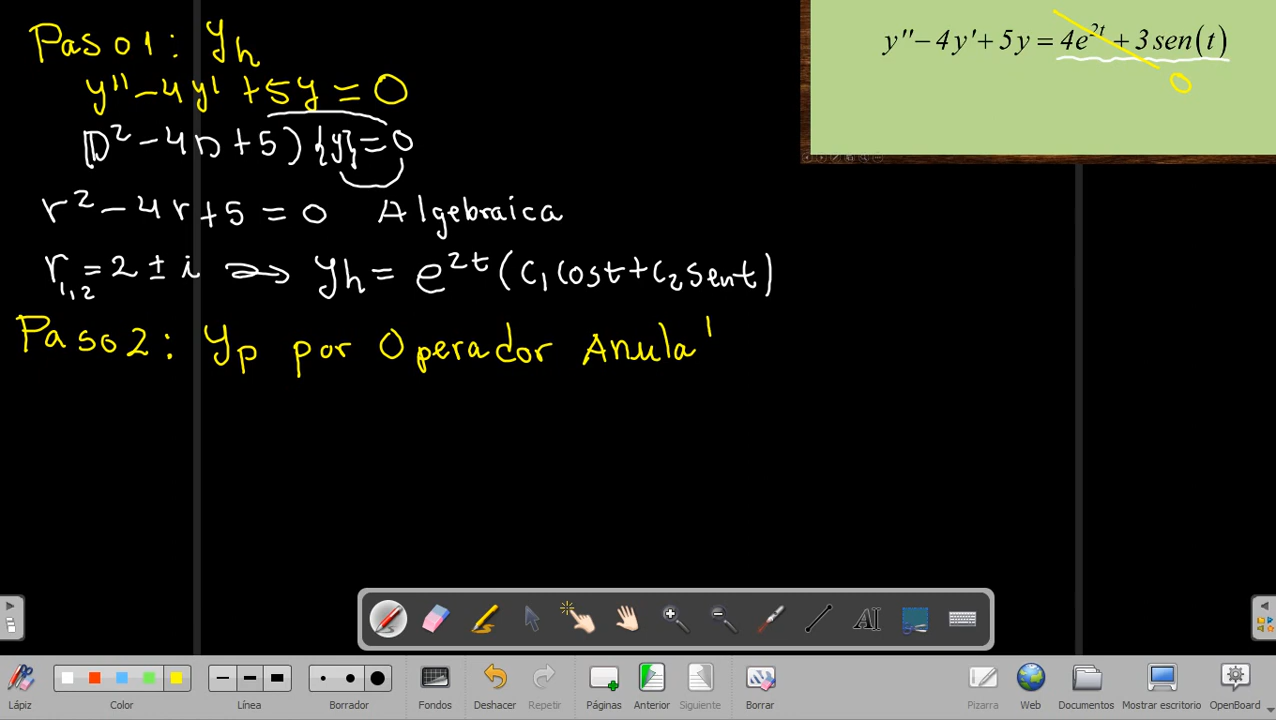 Paso 1: yh
y'' - 4y' + 5y = 0
(D² - 4D + 5){y} = 0
r² - 4r + 5 = 0 Algebraica
r₁,₂ = 2 ± i => yh = e^2t (C₁ Cost + C₂ Sent)
Paso 2: yp por Operador Anula
y'' - 4y' + 5y = 4e^2t + 3 sen(t)
0
Lápiz Color Línea Borrador Fondos Deshacer Repetir Páginas Anterior Siguiente Borrar Pizarra Web Documentos Mostrar escritorio OpenBoard